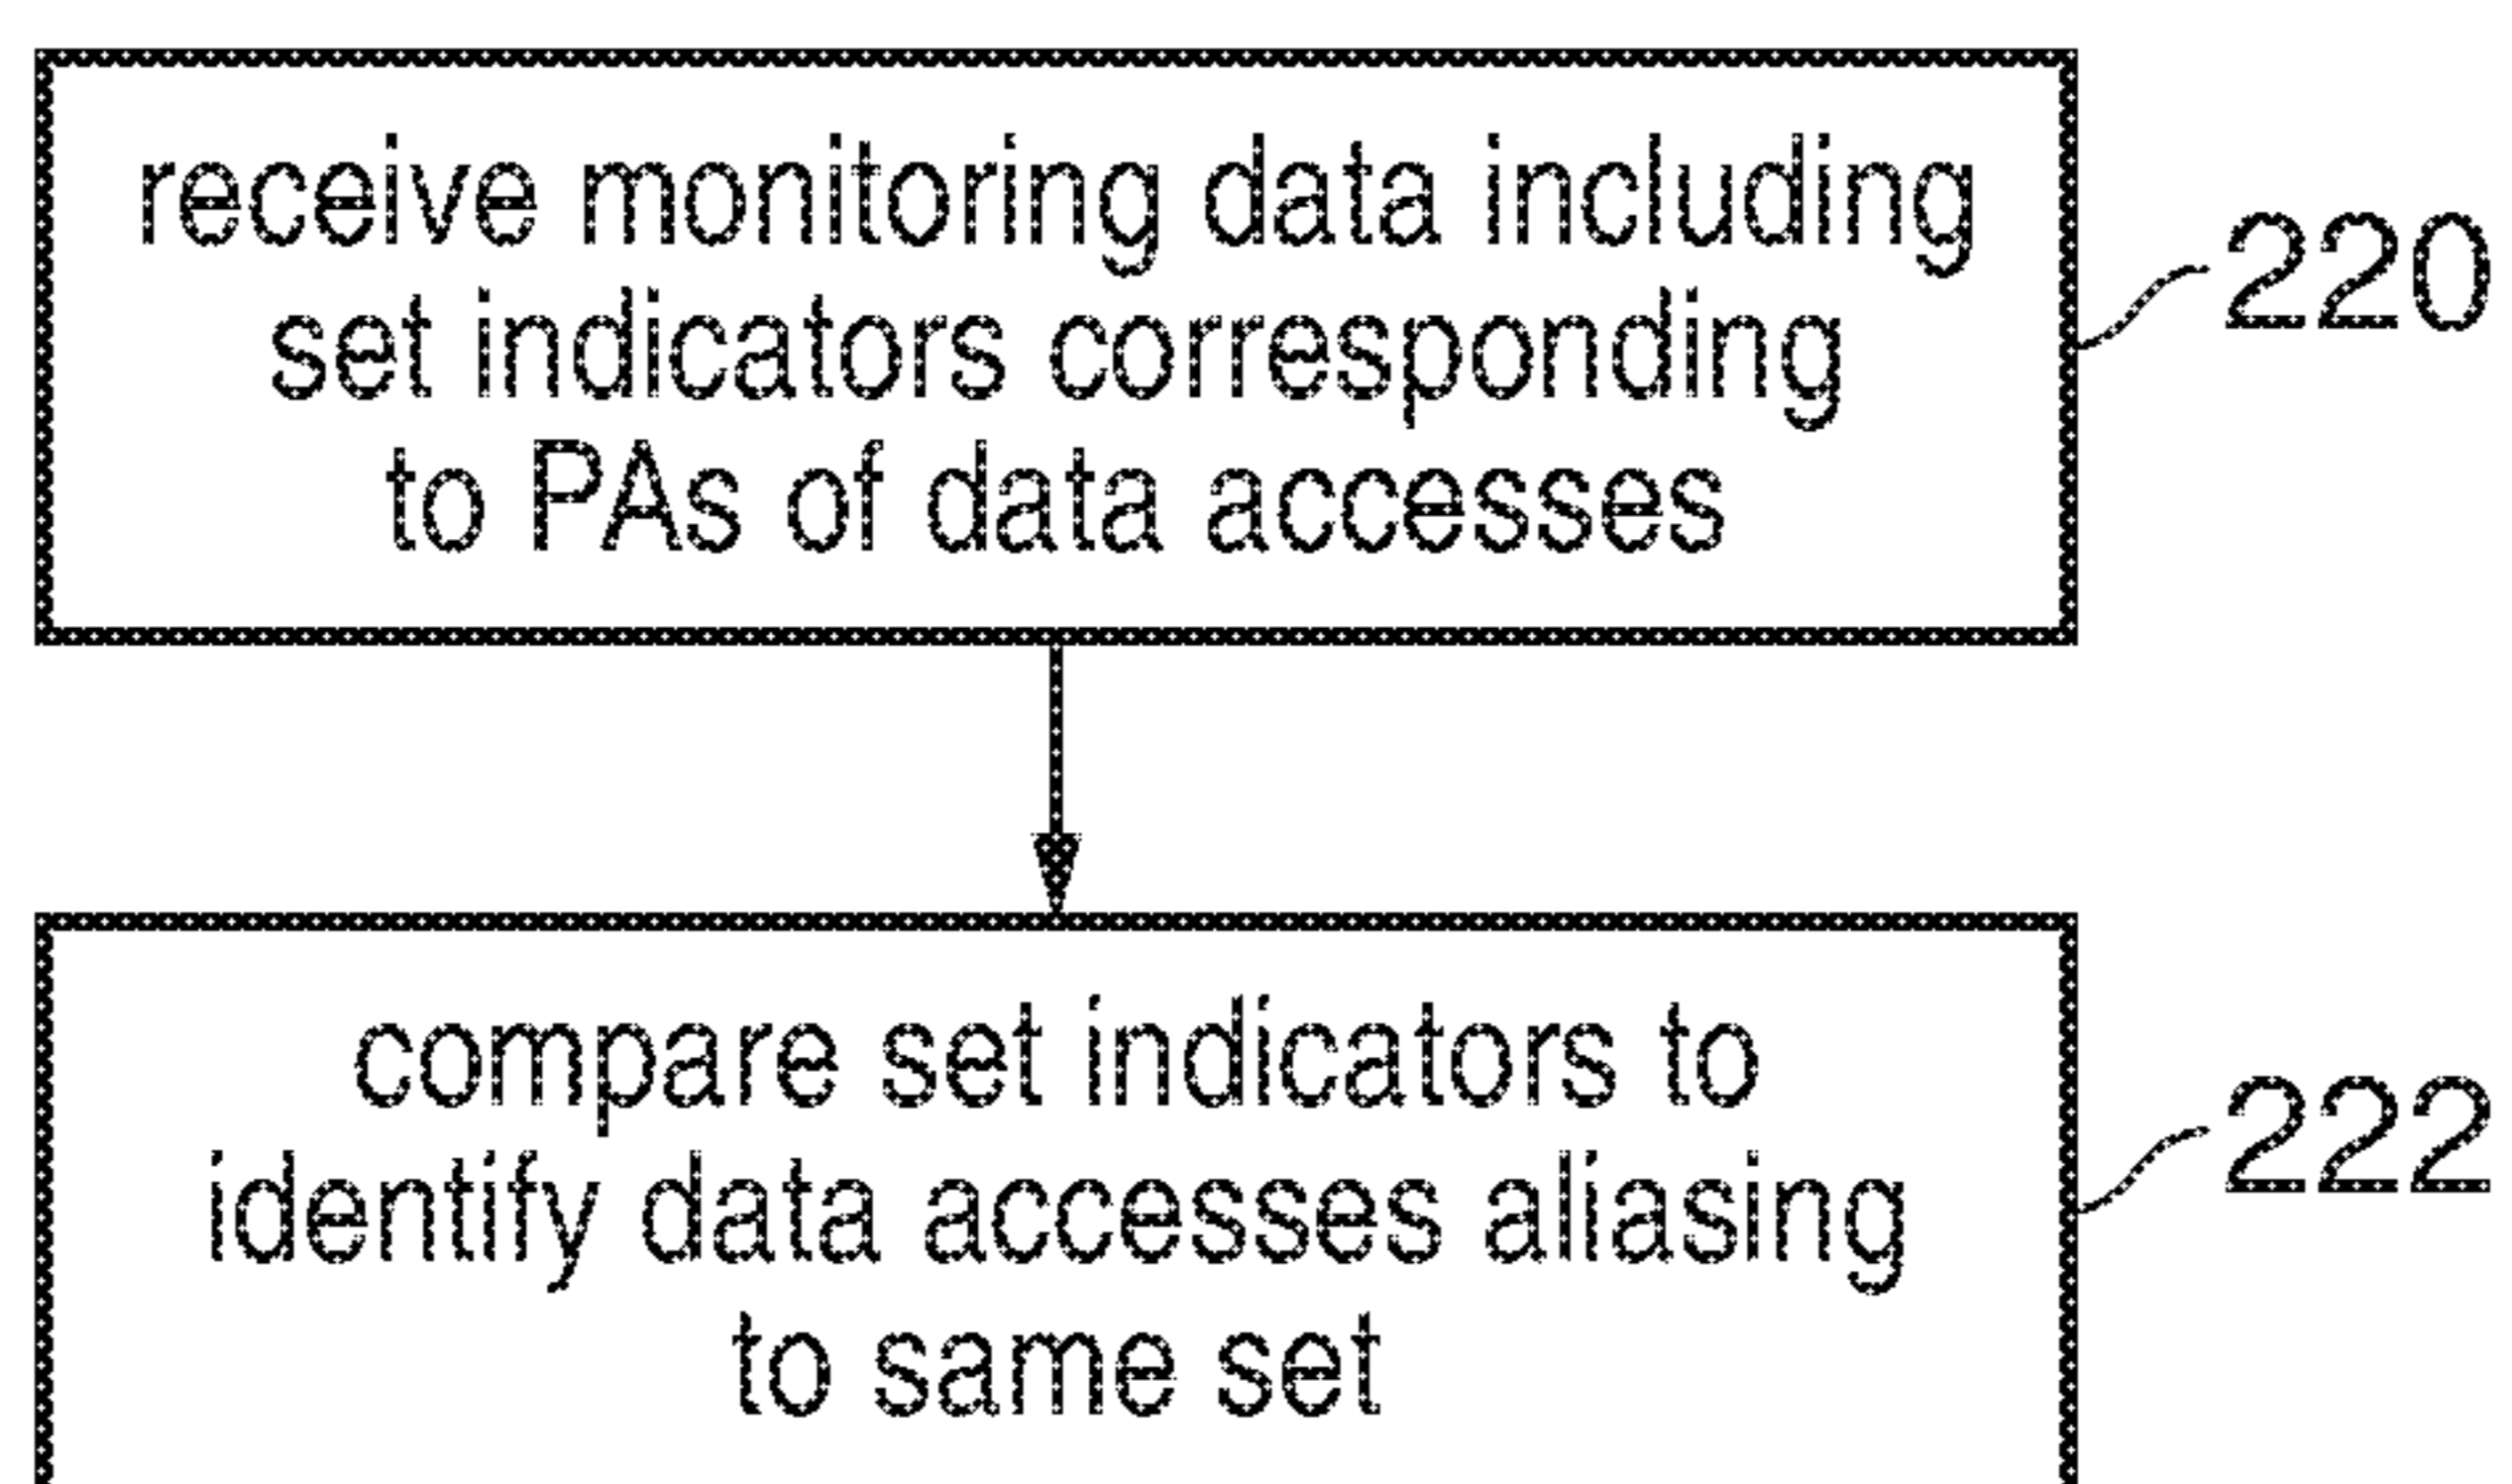 receive monitoring data including
set indicators corresponding
to PAs of data accesses
220
compare set indicators to
identify data accesses aliasing
to same set
222